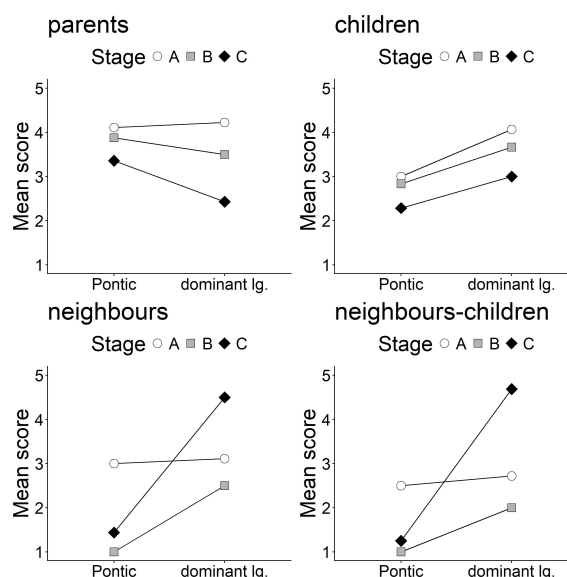 parents
Stage A B C
Mean score
5
4
3
2
1
Pontic dominant lg.
children
Stage A B C
Mean score
5
4
3
2
1
Pontic dominant lg.
neighbours
Stage A B C
Mean score
5
4
3
2
1
Pontic dominant lg.
neighbours-children
Stage A B C
Mean score
5
4
3
2
1
Pontic dominant lg.